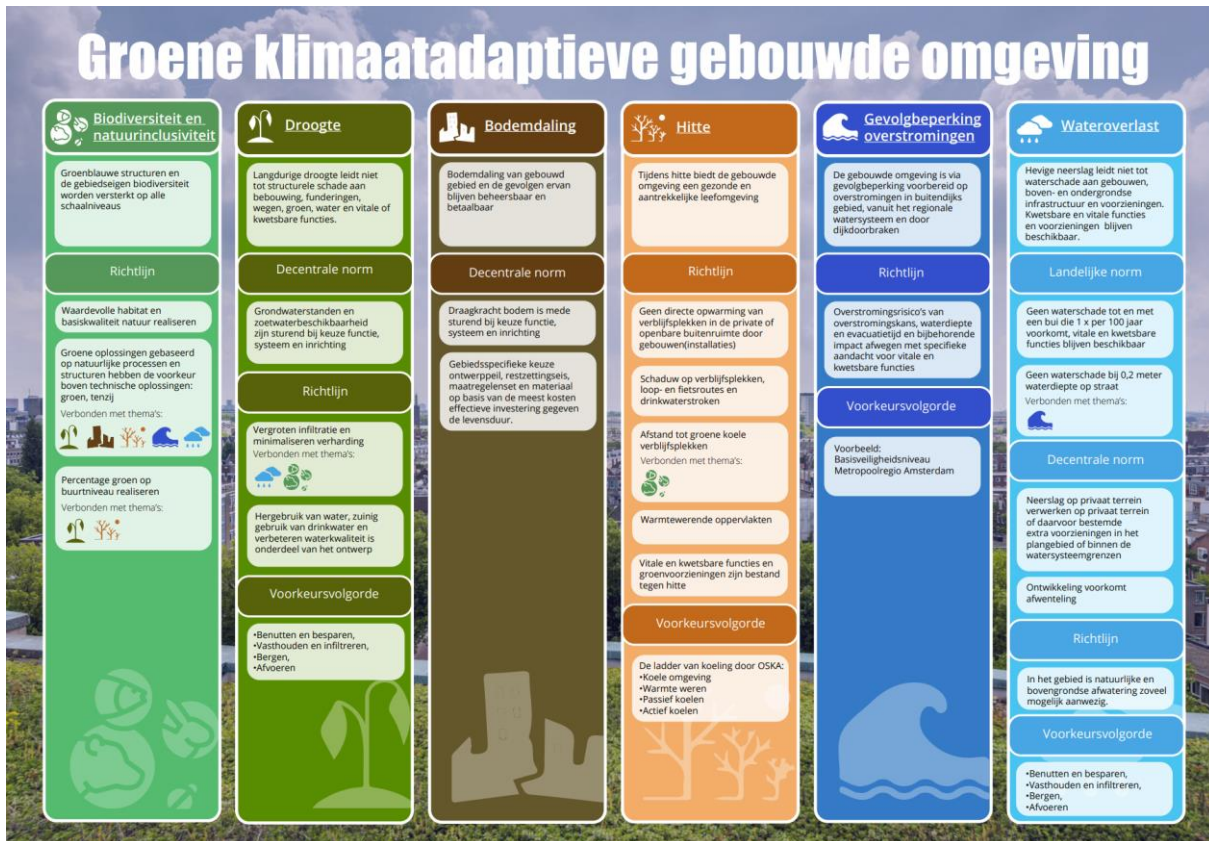 Groene klimaatadaptieve gebouwde omgeving
Biodiversiteit en
natuurinclusiviteit
Groenblauwe structuren en
de gebiedseigen biodiversiteit
worden versterkt op alle
schaalniveaus
Richtlijn
Waardevolle habitat en
basiskwaliteit natuur realiseren
Groene oplossingen gebaseerd
op natuurlijke processen en
structuren hebben de voorkeur
boven technische oplossingen:
groen, tenzij
Verbonden met thema's:
Percentage groen op
buurtniveau realiseren
Verbonden met thema's:
Droogte
Langdurige droogte leidt niet
tot structurele schade aan
bebouwing, funderingen,
wegen, groen, water en vitale of
kwetsbare functies.
Decentrale norm
Grondwaterstanden en
zoetwaterbeschikbaarheid
zijn sturend bij keuze functie,
systeem en inrichting
Richtlijn
Vergroten infiltratie en
minimaliseren verharding
Verbonden met thema's:
Hergebruik van water, zuinig
gebruik van drinkwater en
verbeteren waterkwaliteit is
onderdeel van het ontwerp
Voorkeursvolgorde
•Benutten en besparen,
•Vasthouden en infiltreren,
•Bergen,
•Afvoeren
Bodemdaling
Bodemdaling van gebouwd
gebied en de gevolgen ervan
blijven beheersbaar en
betaalbaar
Decentrale norm
Draagkracht bodem is mede
sturend bij keuze functie,
systeem en inrichting
Gebiedsspecifieke keuze
ontwerppeil, restzettingseis,
maatregelenset en materiaal
op basis van de meest kosten
effectieve investering gegeven
de levensduur.
Hitte
Tijdens hitte biedt de gebouwde
omgeving een gezonde en
aantrekkelijke leefomgeving
Richtlijn
Geen directe opwarming van
verblijfsplekken in de private of
openbare buitenruimte door
gebouwen(installaties)
Schaduw op verblijfsplekken,
loop- en fietsroutes en
drinkwaterstroken
Afstand tot groene koele
verblijfsplekken
Verbonden met thema's:
Warmtewerende oppervlakten
Vitale en kwetsbare functies en
groenvoorzieningen zijn bestand
tegen hitte
Voorkeursvolgorde
De ladder van koeling door OSKA:
•Koele omgeving
•Warmte weren
•Passief koelen
•Actief koelen
Gevolgbeperking
overstromingen
De gebouwde omgeving is via
gevolgbeperking voorbereid op
overstromingen in buitendijks
gebied, vanuit het regionale
watersysteem en door
dijkdoorbraken
Richtlijn
Overstromingsrisico's van
overstromingskans, waterdiepte
en evacuatietijd en bijbehorende
impact afwegen met specifieke
aandacht voor vitale en
kwetsbare functies
Voorkeursvolgorde
Voorbeeld:
Basisveiligheidsniveau
Metropoolregio Amsterdam
Wateroverlast
Hevige neerslag leidt niet tot
waterschade aan gebouwen,
boven- en ondergrondse
infrastructuur en voorzieningen.
Kwetsbare en vitale functies
en voorzieningen blijven
beschikbaar.
Landelijke norm
Geen waterschade tot en met
een bui die 1 x per 100 jaar
voorkomt, vitale en kwetsbare
functies blijven beschikbaar
Geen waterschade bij 0,2 meter
waterdiepte op straat
Verbonden met thema's:
Decentrale norm
Neerslag op privaat terrein
verwerken op privaat terrein
of daarvoor bestemde
extra voorzieningen in het
plangebied of binnen de
watersysteemgrenzen
Ontwikkeling voorkomt
afwenteling
Richtlijn
In het gebied is natuurlijke en
bovengrondse afwatering zoveel
mogelijk aanwezig.
Voorkeursvolgorde
•Benutten en besparen,
•Vasthouden en infiltreren,
•Bergen,
•Afvoeren